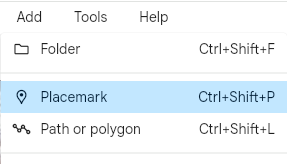 Add Tools Help
Folder Ctrl+Shift+F
Placemark Ctrl+Shift+P
Path or polygon Ctrl+Shift+L